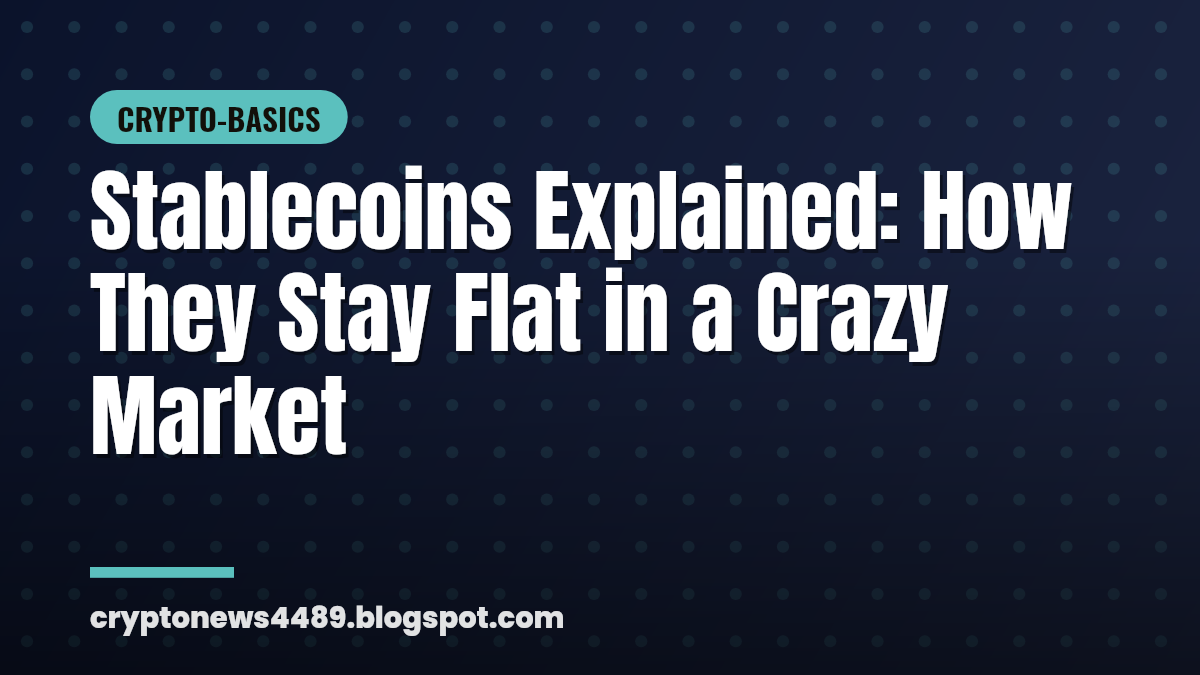 CRYPTO-BASICS
Stablecoins Explained: How
They Stay Flat in a Crazy
Market
cryptonews4489.blogspot.com